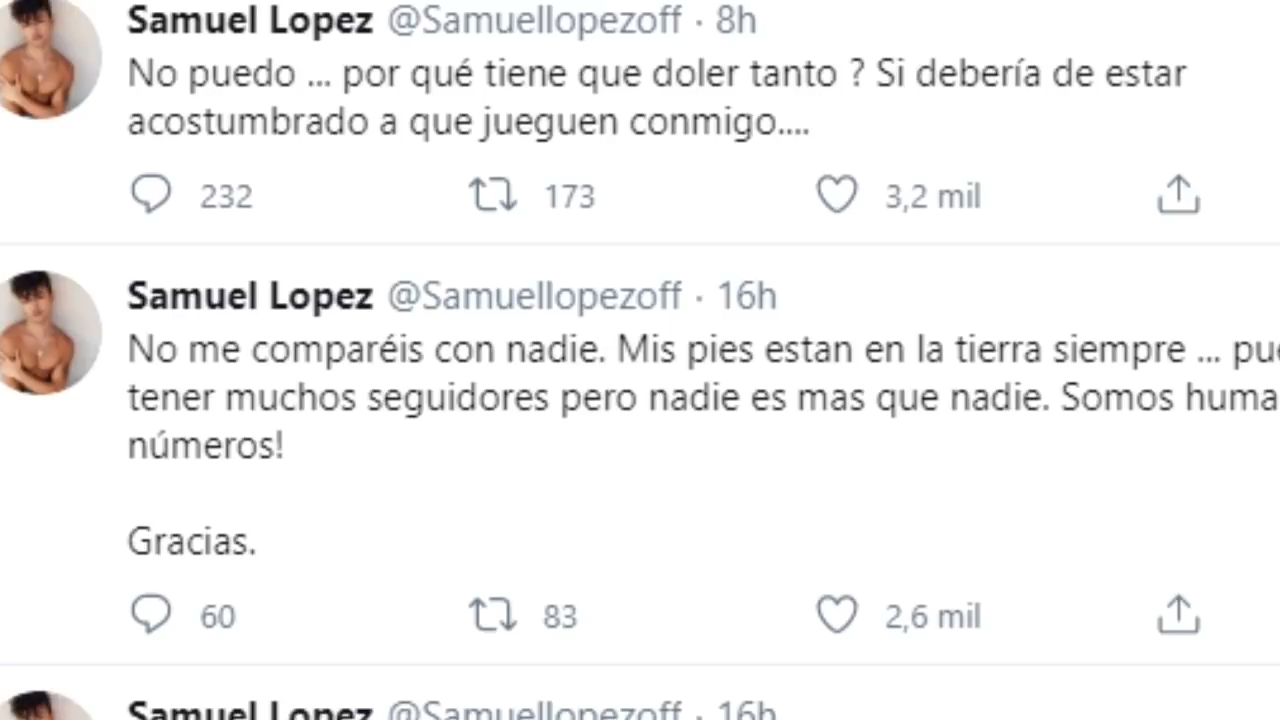 Samuel Lopez @Samuellopezoff · 8h
No puedo ... por qué tiene que doler tanto ? Si debería de estar
acostumbrado a que jueguen conmigo....
232 173 3,2 mil
Samuel Lopez @Samuellopezoff · 16h
No me comparéis con nadie. Mis pies estan en la tierra siempre ...
tener muchos seguidores pero nadie es mas que nadie. Somos
números!
Gracias.
60 83 2,6 mil
Samuel Lopez @Samuellopezoff · 16h